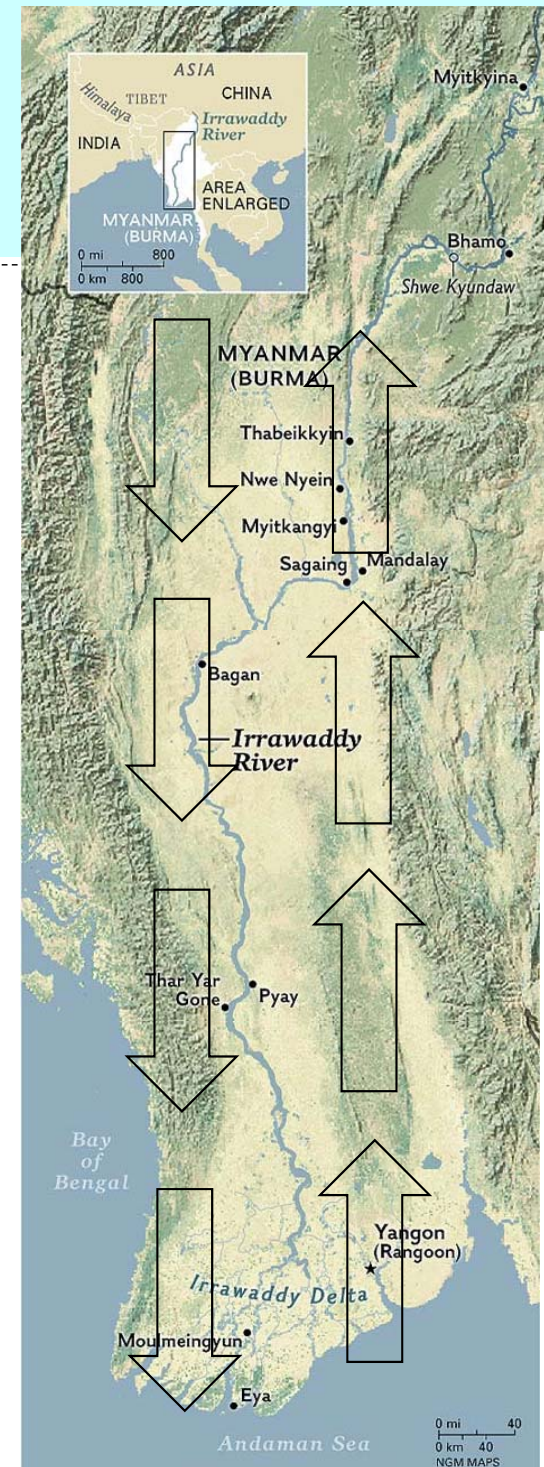 ASIA
Himalaya
TIBET
CHINA
Irrawaddy
River
INDIA
AREA
ENLARGED
MYANMAR
(BURMA)
0 mi 800
0 km 800
Myitkyina
Bhamo
Shwe Kyundaw
MYANMAR
(BURMA)
Thabeikkyin
Nwe Nyein
Myitkangyi
Sagaing
Mandalay
Bagan
Irrawaddy
River
Thar Yar
Gone
Pyay
Bay
of
Bengal
Yangon
(Rangoon)
Irrawaddy Delta
Moulmeingyun
Eya
Andaman Sea
0 mi 40
0 km 40
NGM MAPS